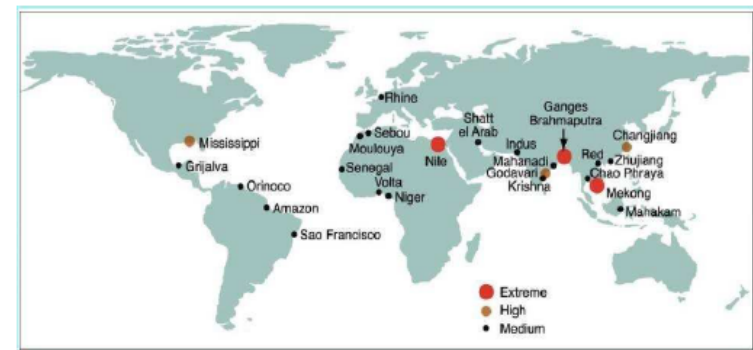 Rhine
Ganges
Brahmaputra
Shatt
el Arab
Changjiang
Mississippi
Sebou
Moulouya
Nile
Indus
Mahanadi
Red
Zhujiang
Grijalva
Senegal
Godavari
Chao Phraya
Orinoco
Volta
Krishna
Mekong
Niger
Amazon
Mahakam
Sao Francisco
Extreme
High
Medium